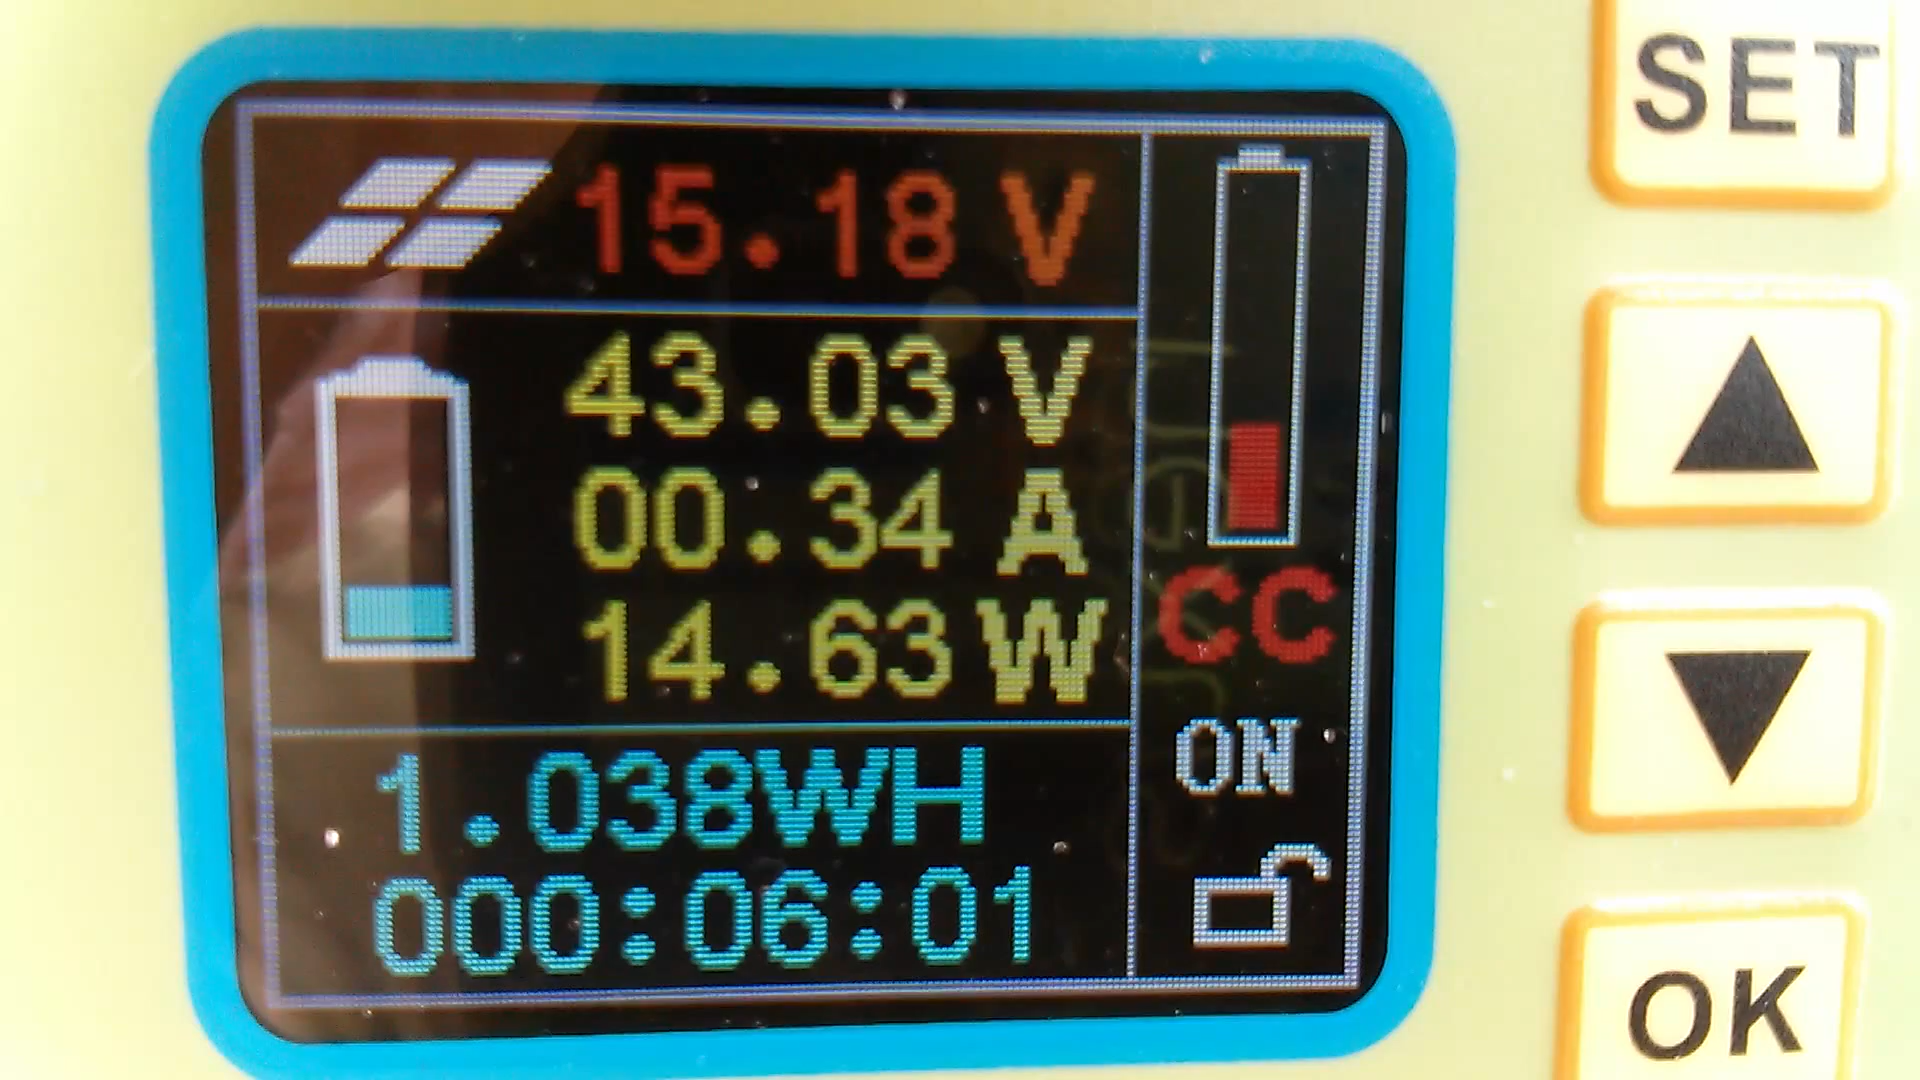 15.18 V
43.03 V
00.34 A
14.63 W
1.038WH
000:06:01
CC
ON
SET
OK